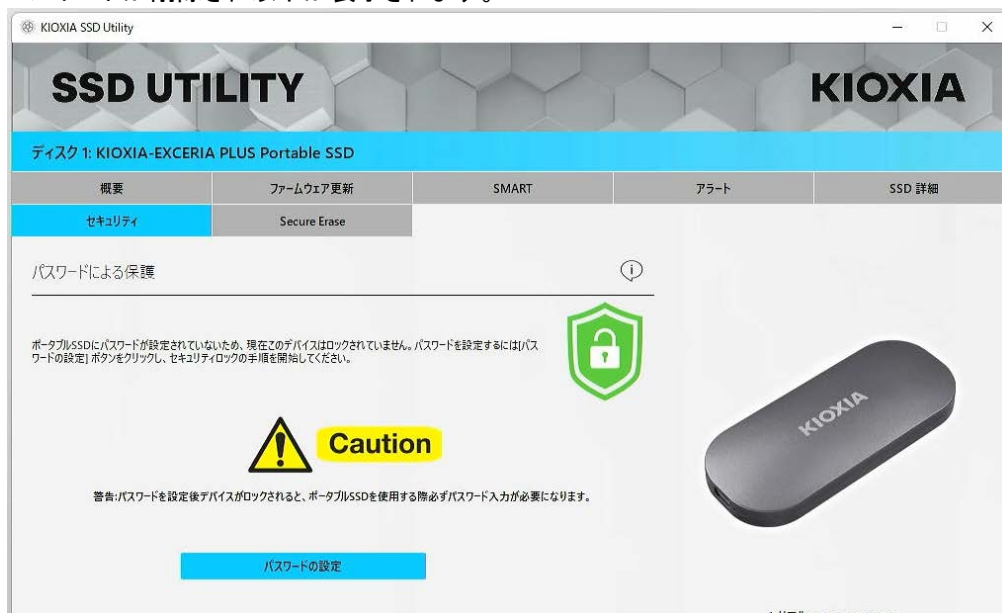 KIOXIA SSD Utility
SSD UTILITY
KIOXIA
ディスク 1: KIOXIA-EXCERIA PLUS Portable SSD
概要
ファームウェア更新
SMART
アラート
SSD 詳細
セキュリティ
Secure Erase
パスワードによる保護
ポータブルSSDにパスワードが設定されていないため、現在このデバイスはロックされていません。パスワードを設定するには[パス
ワードの設定] ボタンをクリックし、セキュリティロックの手順を開始してください。
KIOXIA
Caution
警告:パスワードを設定後デバイスがロックされると、ポータブルSSDを使用する際必ずパスワード入力が必要になります。
パスワードの設定